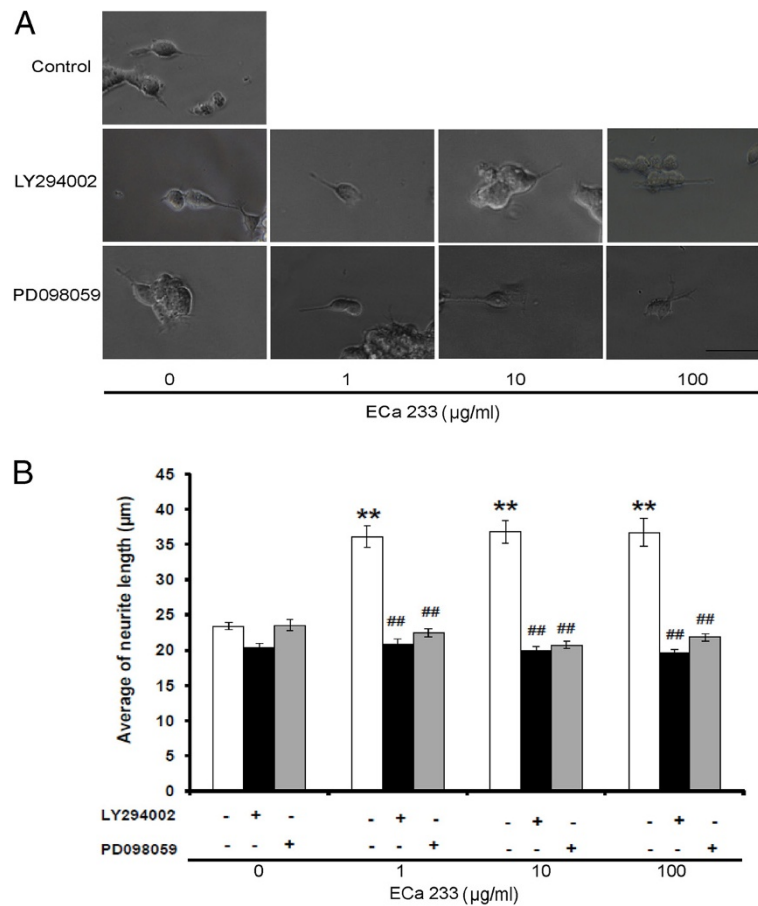 A
Control
LY294002
PD098059
0 1 10 100
ECa 233 (µg/ml)
B
Average of neurite length (µm)
45
40
35
30
25
20
15
10
5
0
** ** **
## ## ## ## ## ##
LY294002 - + - - + - - + - - + -
PD098059 - - + - - + - - + - - +
0 1 10 100
ECa 233 (µg/ml)